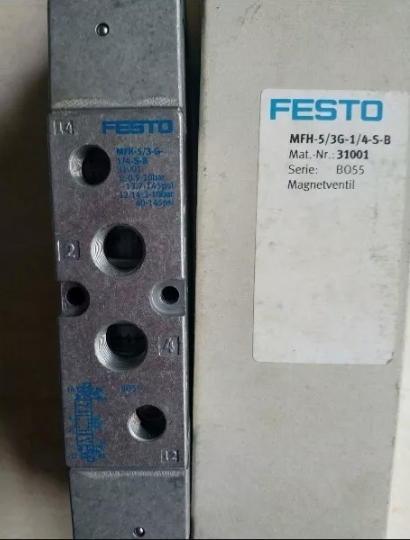 14
FESTO
MFH-5/3-G-
1/4-S-B
31001
2
4
BO55
12
FESTO
MFH-5/3G-1/4-S-B
Mat.-Nr.: 31001
Serie: BO55
Magnetventil